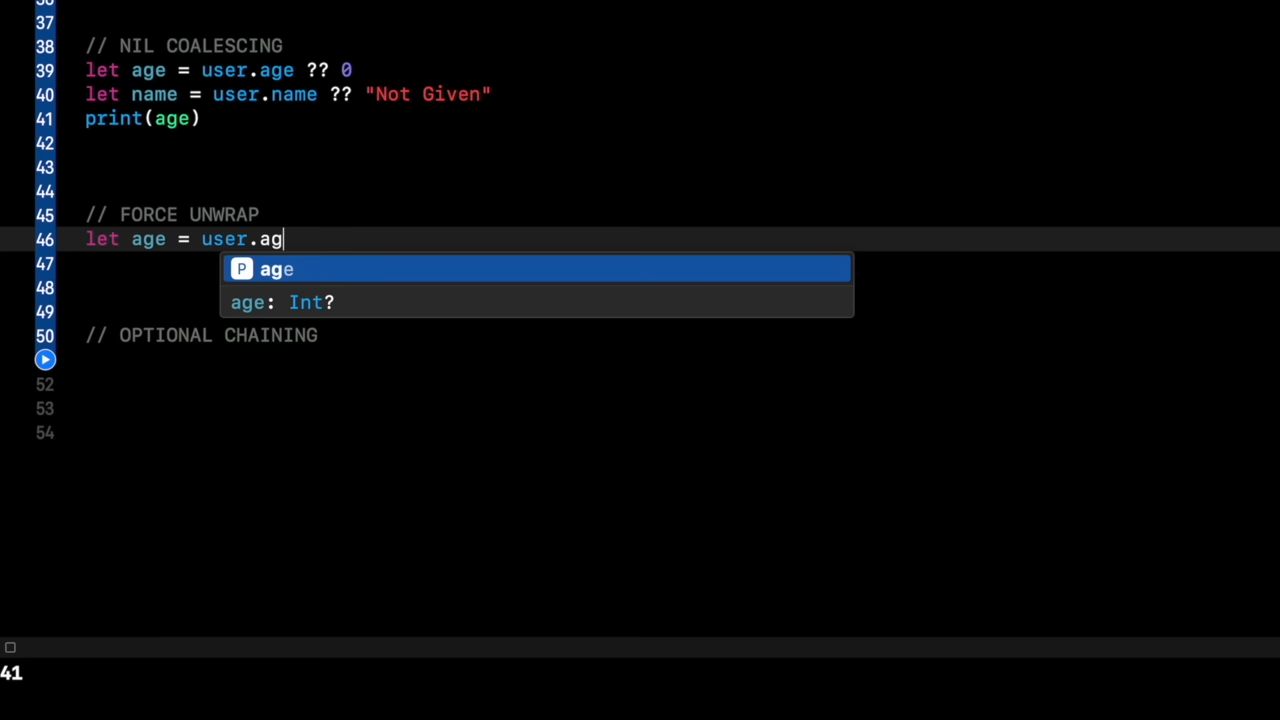 37
38 // NIL COALESCING
39 let age = user.age ?? 0
40 let name = user.name ?? "Not Given"
41 print(age)
42
43
44
45 // FORCE UNWRAP
46 let age = user.ag
47 P age
48 age: Int?
49
50 // OPTIONAL CHAINING
52
53
54
41